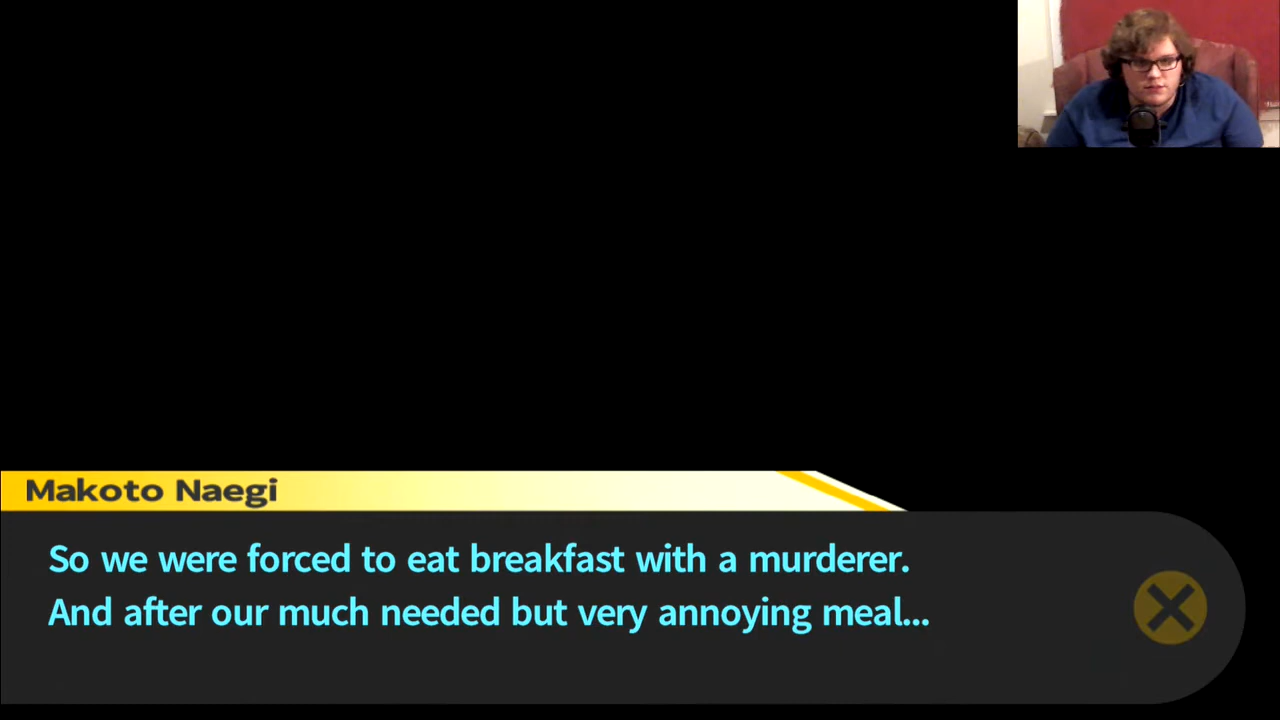 Makoto Naegi
So we were forced to eat breakfast with a murderer.
And after our much needed but very annoying meal...